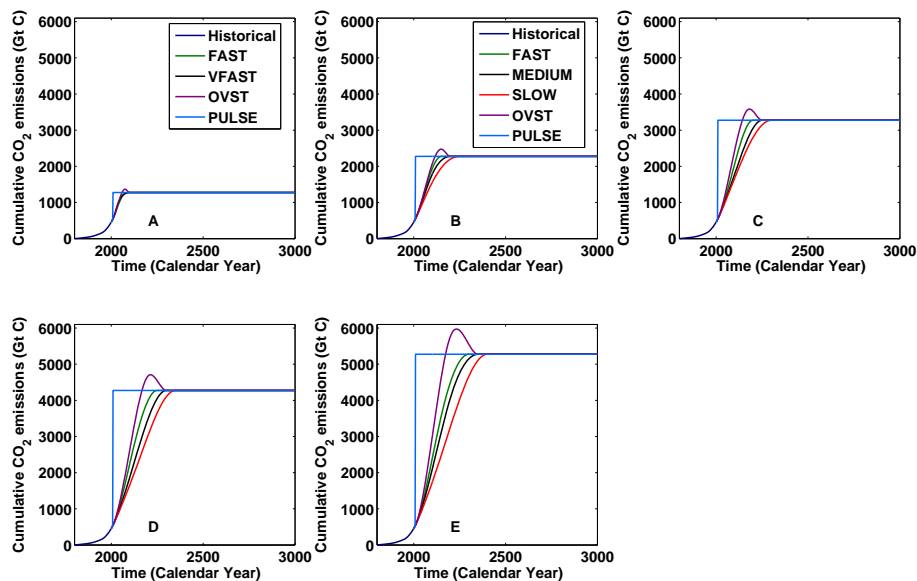 Cumulative CO2 emissions (Gt C)
6000
5000
4000
3000
2000
1000
0
Historical
FAST
VFAST
OVST
PULSE
A
2000 2500 3000
Time (Calendar Year)
Cumulative CO2 emissions (Gt C)
6000
5000
4000
3000
2000
1000
0
Historical
FAST
MEDIUM
SLOW
OVST
PULSE
B
2000 2500 3000
Time (Calendar Year)
Cumulative CO2 emissions (Gt C)
6000
5000
4000
3000
2000
1000
0
C
2000 2500 3000
Time (Calendar Year)
Cumulative CO2 emissions (Gt C)
6000
5000
4000
3000
2000
1000
0
D
2000 2500 3000
Time (Calendar Year)
Cumulative CO2 emissions (Gt C)
6000
5000
4000
3000
2000
1000
0
E
2000 2500 3000
Time (Calendar Year)